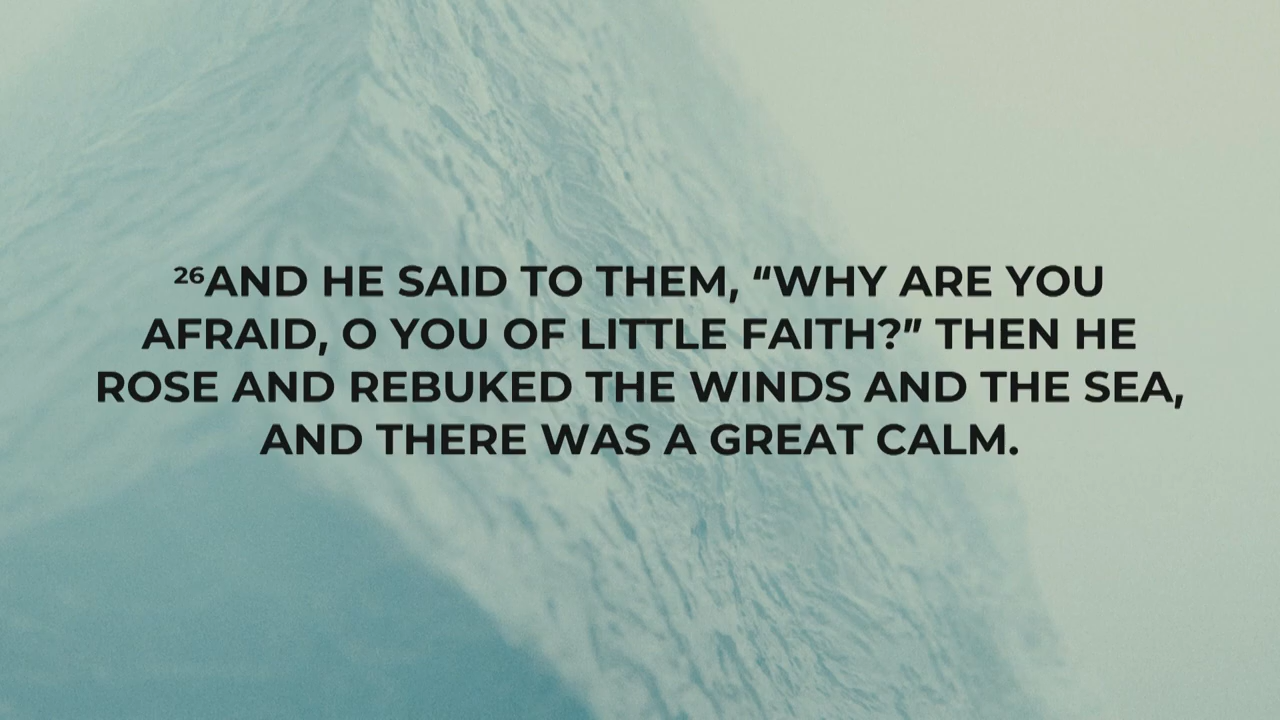 ²⁶AND HE SAID TO THEM, “WHY ARE YOU
AFRAID, O YOU OF LITTLE FAITH?” THEN HE
ROSE AND REBUKED THE WINDS AND THE SEA,
AND THERE WAS A GREAT CALM.